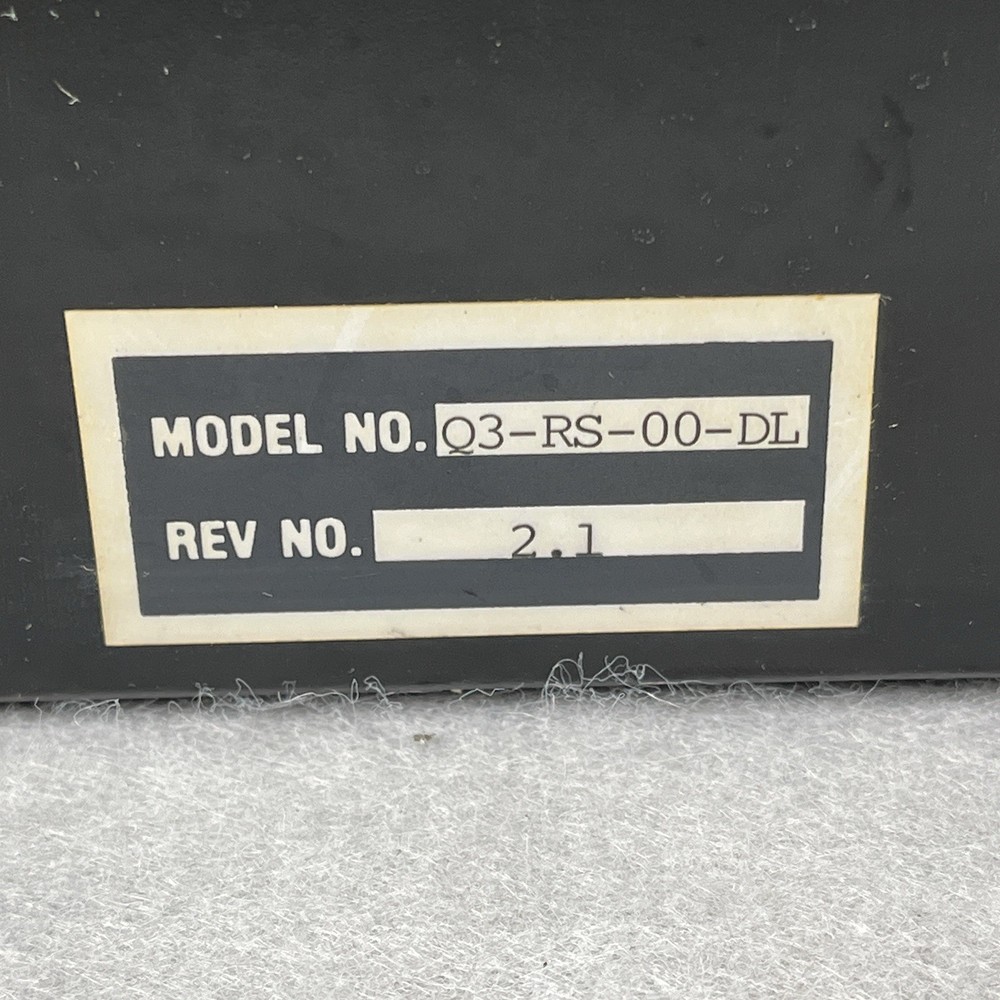 MODEL NO. Q3-RS-00-DL
REV NO. 2.1